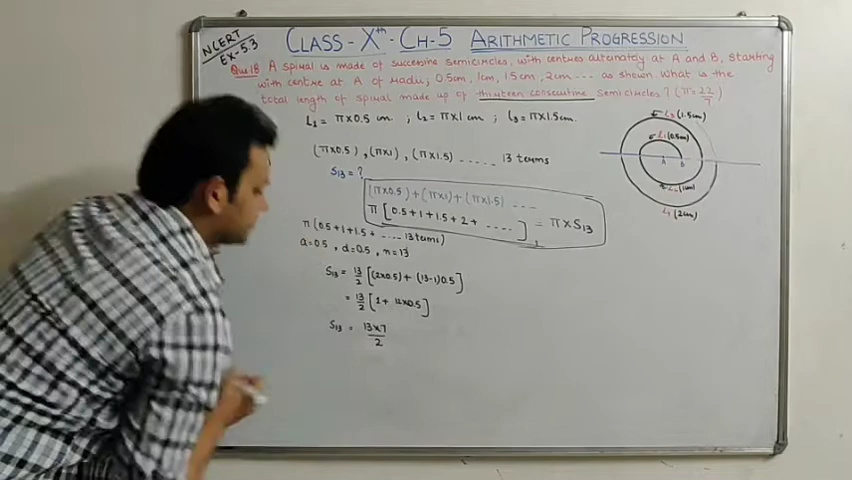 NCERT
EX-5.3
CLASS-Xth-CH-5 ARITHMETIC PROGRESSION
Que 18 A spiral is made of successive semicircles, with centres alternately at A and B, starting
with centre at A of radii, 0.5cm, 1cm, 1.5cm, 2cm .... as shown. What is the
total length of spiral made up of thirteen consecutive semicircles? (π=22/7)
L1 = π×0.5 cm ; L2 = π×1 cm ; L3 = π×1.5cm.
(π×0.5), (π×1), (π×1.5) ...... 13 terms
S13 = ?
(π×0.5) + (π×1) + (π×1.5) ....
π[0.5+1+1.5+2+ .....] = π × S13
π(0.5+1+1.5+ ..... 13 terms)
a=0.5, d=0.5, n=13
S13 = 13/2 [(2×0.5) + (13-1)0.5]
= 13/2 [1 + 12×0.5]
S13 = 13×7/2
L3 (1.5cm)
L1 (0.5cm)
A B
L2 (1cm)
(2cm)